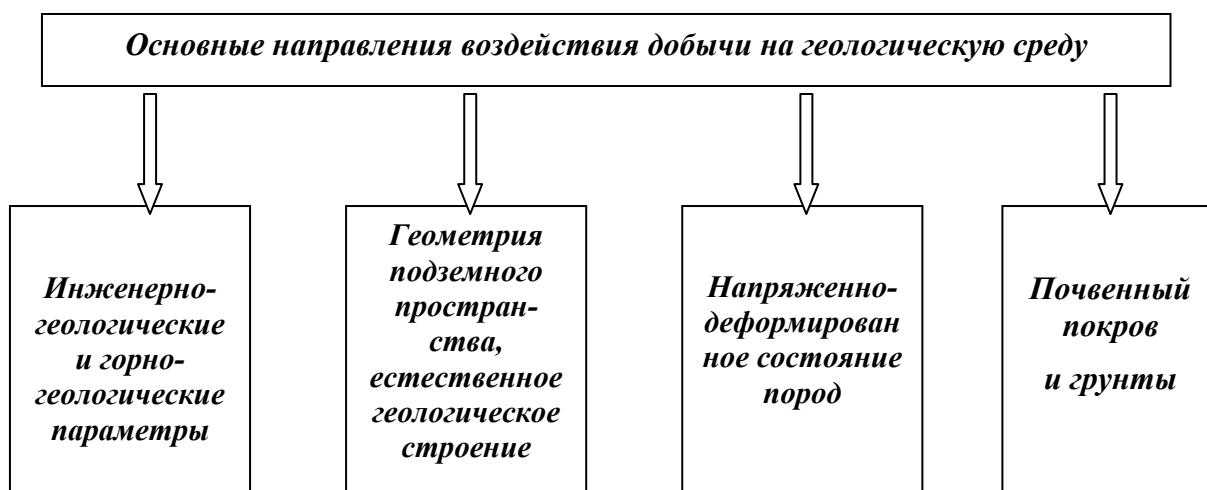 Основные направления воздействия добычи на геологическую среду
Инженерно-
геологические
и горно-
геологические
параметры
Геометрия
подземного
простран-
ства,
естественное
геологическое
строение
Напряженно-
деформирован
ное состояние
пород
Почвенный
покров
и грунты